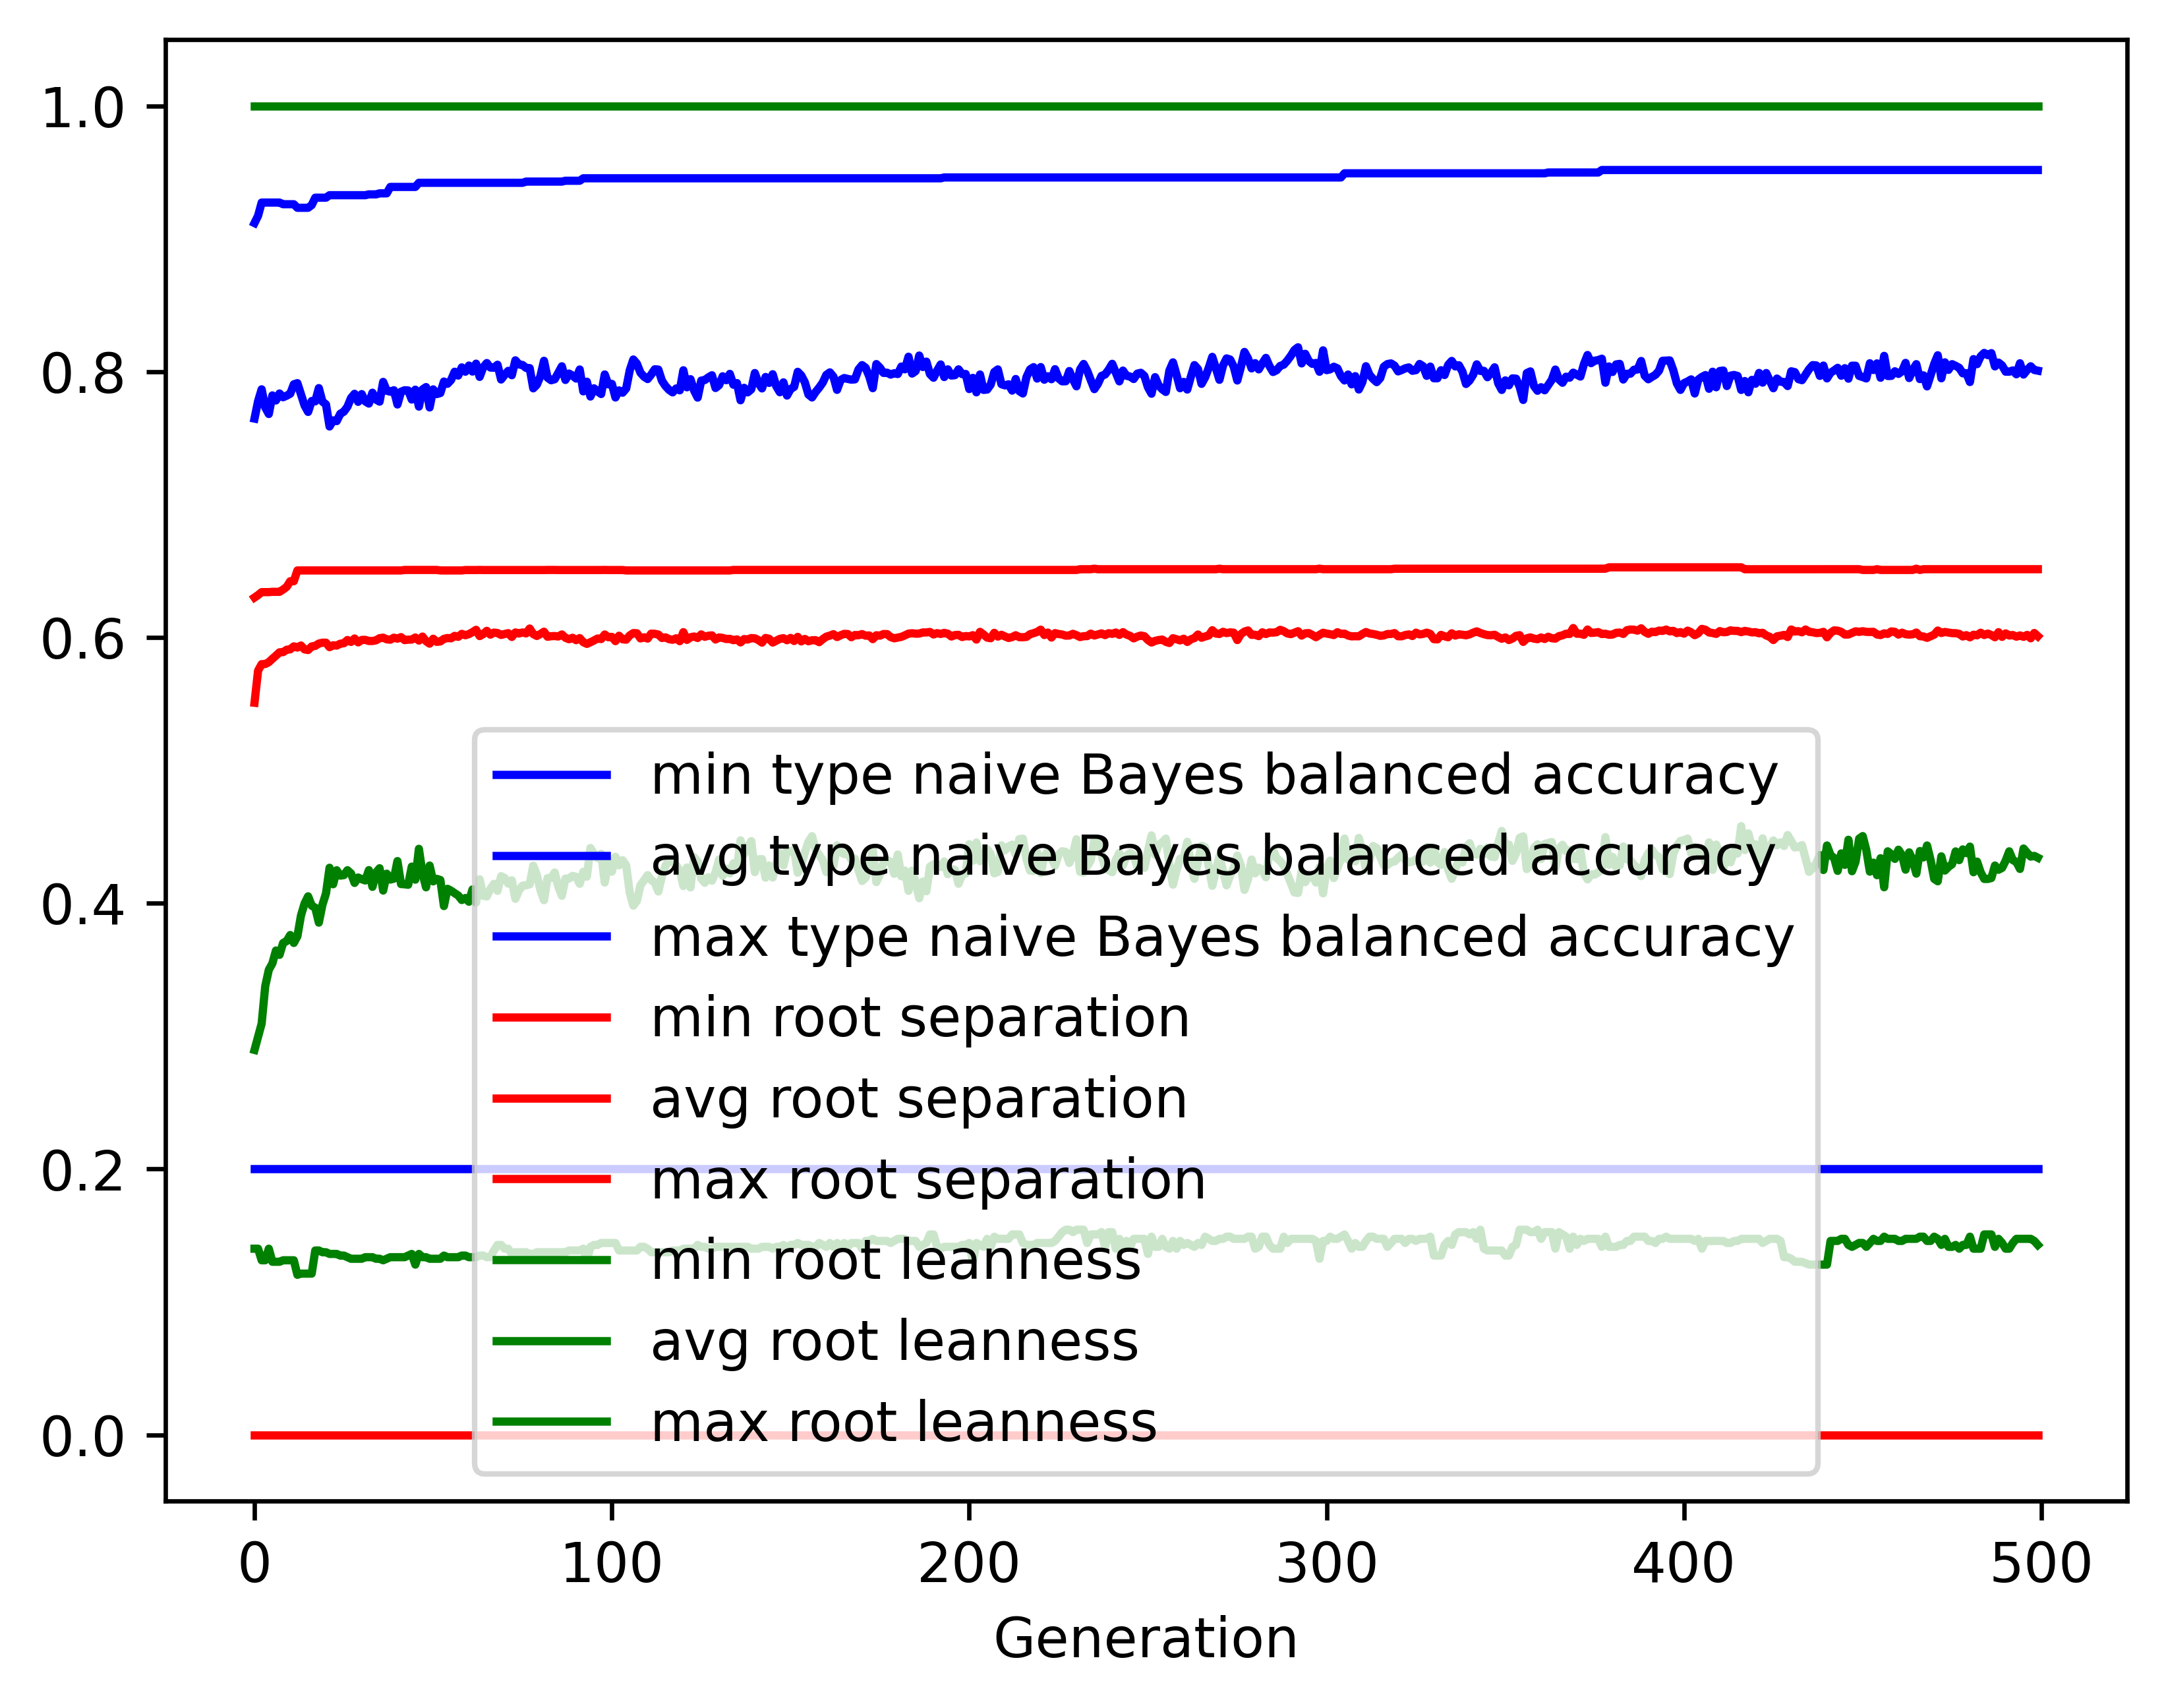 1.0
0.8
0.6
0.4
0.2
0.0
min type naive Bayes balanced accuracy
avg type naive Bayes balanced accuracy
max type naive Bayes balanced accuracy
min root separation
avg root separation
max root separation
min root leanness
avg root leanness
max root leanness
0 100 200 300 400 500
Generation